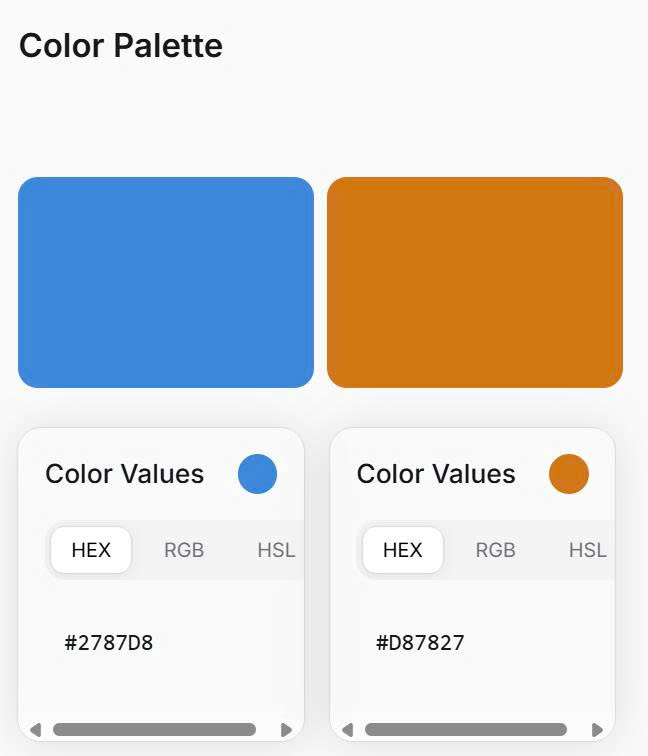 Color Palette
Color Values
HEX RGB HSL
#2787D8
Color Values
HEX RGB HSL
#D87827